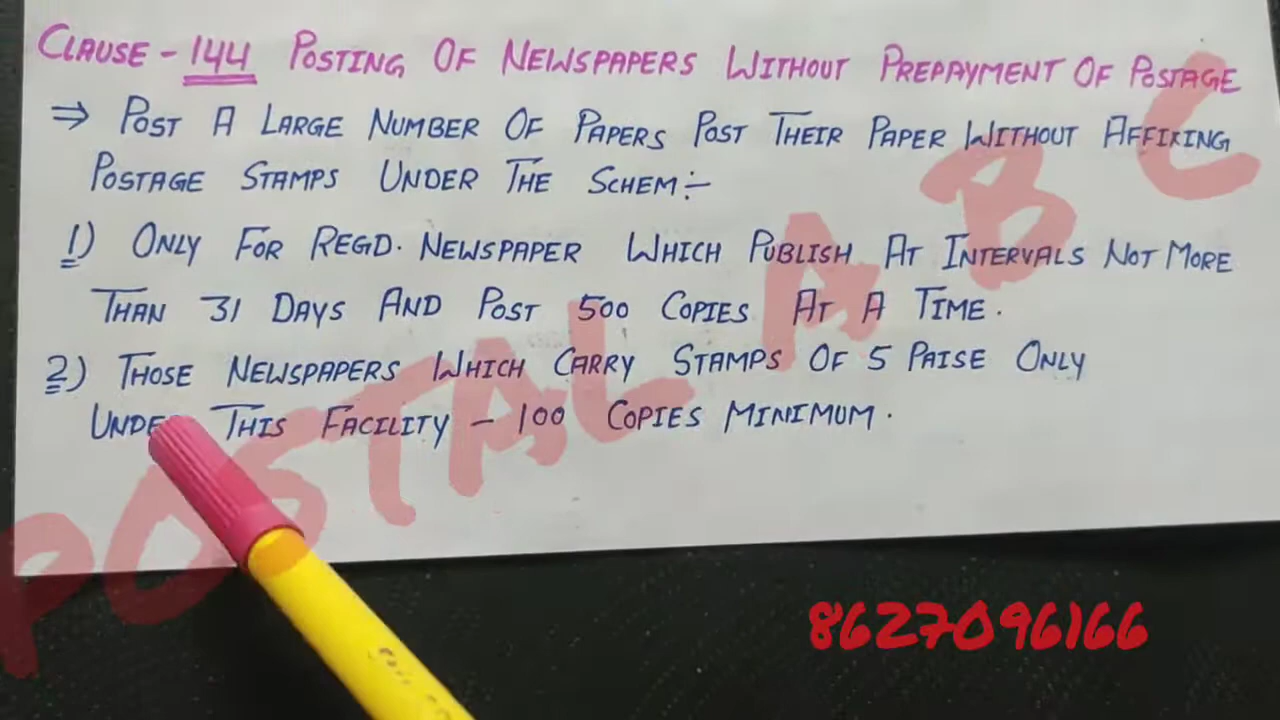 CLAUSE - 144 POSTING OF NEWSPAPERS WITHOUT PREPAYMENT OF POSTAGE
⇒ POST A LARGE NUMBER OF PAPERS POST THEIR PAPER WITHOUT AFFIXING
POSTAGE STAMPS UNDER THE SCHEM:-
1) ONLY FOR REGD. NEWSPAPER WHICH PUBLISH AT INTERVALS NOT MORE
THAN 31 DAYS AND POST 500 COPIES AT A TIME.
2) THOSE NEWSPAPERS WHICH CARRY STAMPS OF 5 PAISE ONLY
UNDER THIS FACILITY - 100 COPIES MINIMUM.
POSTAL ABC
8627096166